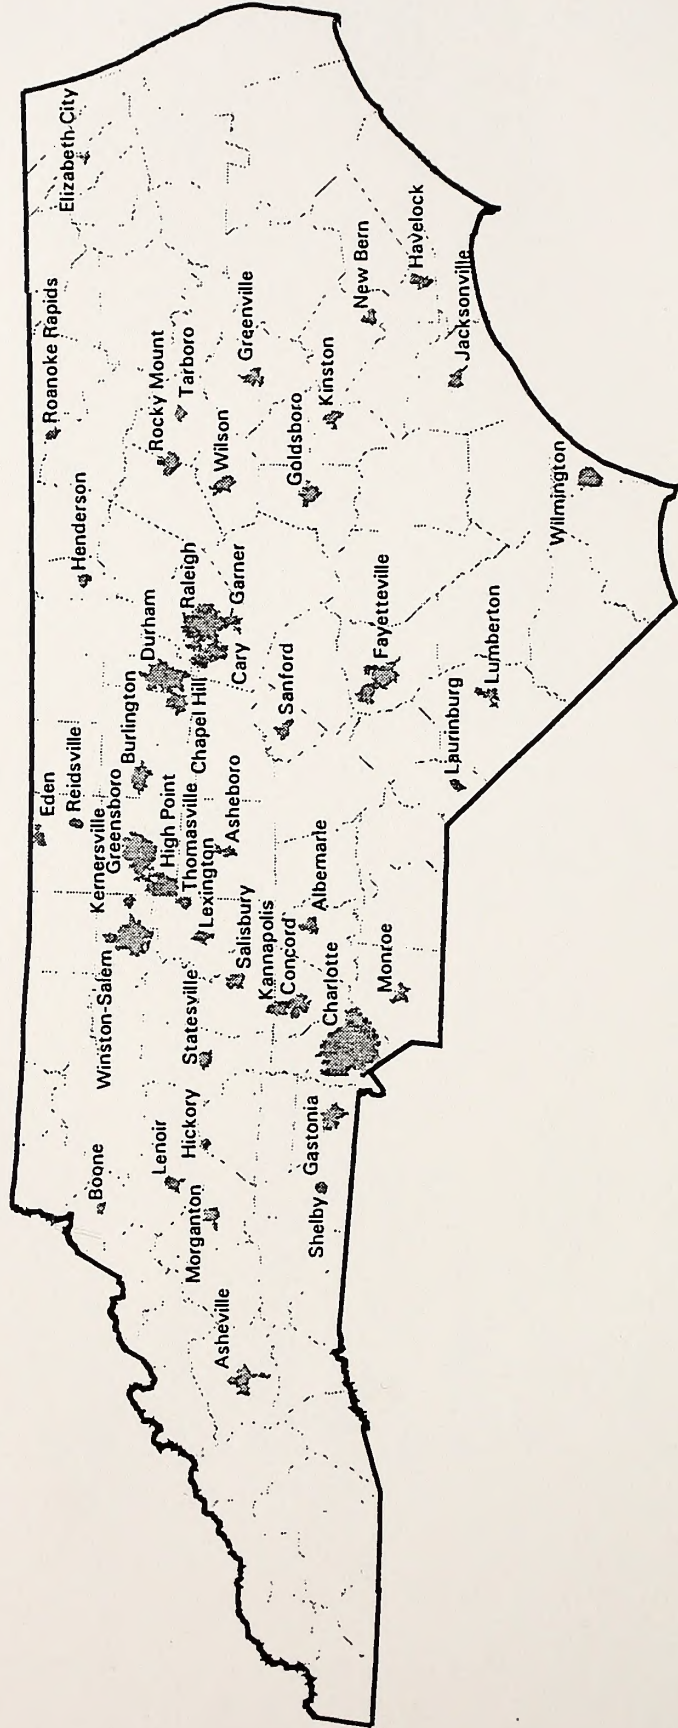 Elizabeth City
Roanoke Rapids
Henderson
Eden
Reidsville
Boone
Rocky Mount
Tarboro
Durham
Burlington
Greensboro
Kernersville
Winston-Salem
Raleigh
Chapel Hill
High Point
Thomasville
Lexington
Statesville
Hickory
Lenoir
Morganton
Greenville
Wilson
Garner
Cary
Asheboro
Salisbury
Asheville
Goldsboro
Kinston
Sanford
Kannapolis
Concord
Albemarle
Charlotte
Gastonia
Shelby
New Bern
Havelock
Fayetteville
Monroe
Jacksonville
Laurinburg
Lumberton
Wilmington